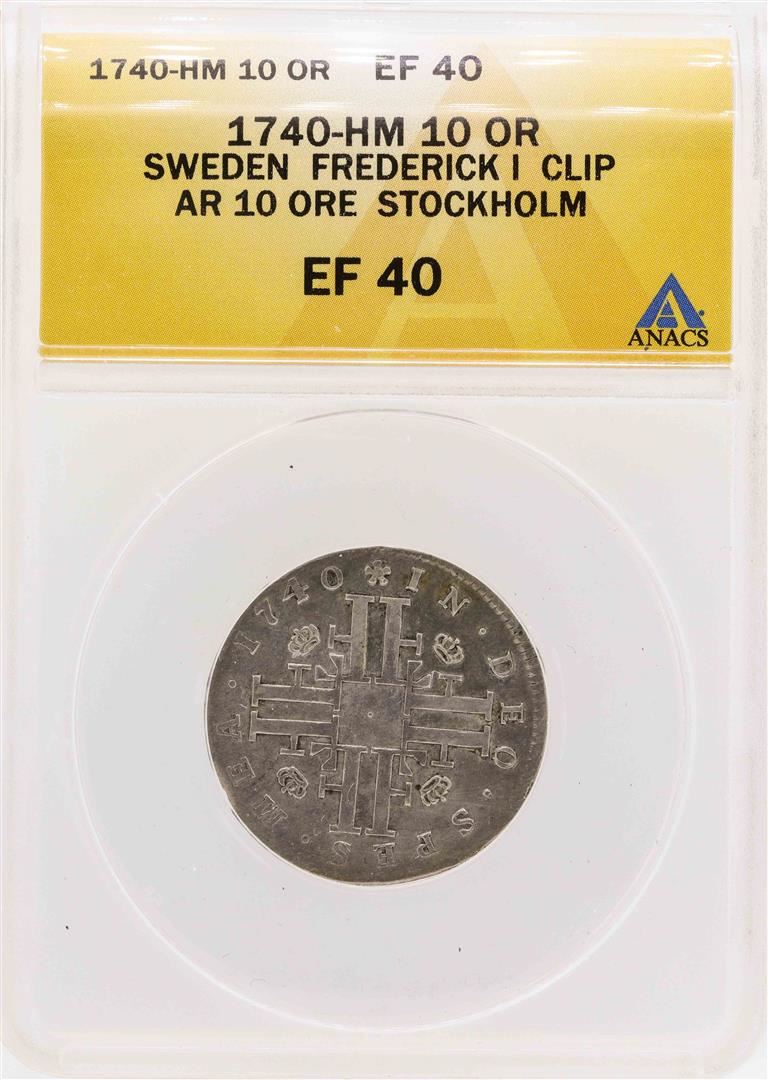 1740-HM 10 OR EF 40
1740-HM 10 OR
SWEDEN FREDERICK I CLIP
AR 10 ORE STOCKHOLM
EF 40
ANACS
IN · DEO · SPES · MEA · 1740